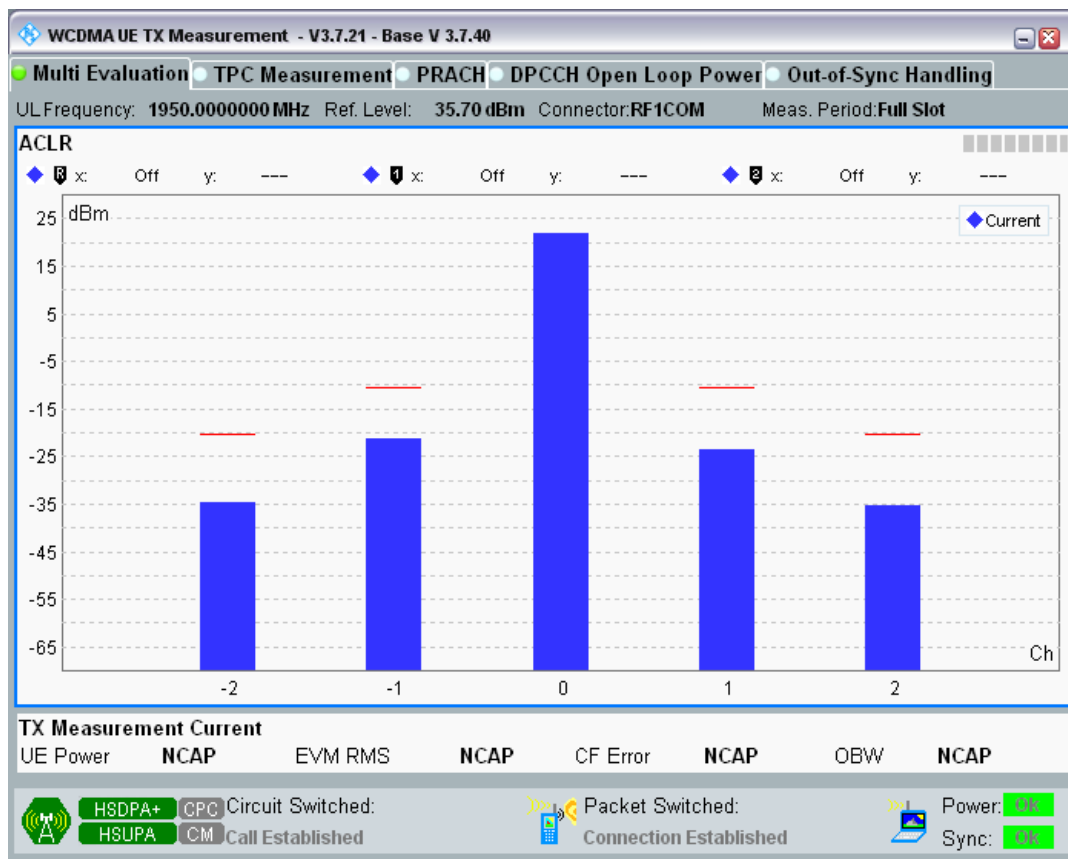 WCDMA UE TX Measurement - V3.7.21 - Base V 3.7.40
Multi Evaluation TPC Measurement PRACH DPCCH Open Loop Power Out-of-Sync Handling
UL Frequency: 1950.0000000 MHz Ref. Level: 35.70 dBm Connector:RF1COM Meas. Period:Full Slot
ACLR
R x: Off y: --- 1 x: Off y: --- 2 x: Off y: ---
dBm
Current
25
15
5
-5
-15
-25
-35
-45
-55
-65
Ch
-2 -1 0 1 2
TX Measurement Current
UE Power NCAP EVM RMS NCAP CF Error NCAP OBW NCAP
HSDPA+ CPC Circuit Switched: Packet Switched: Power: OK
HSUPA CM Call Established Connection Established Sync: OK